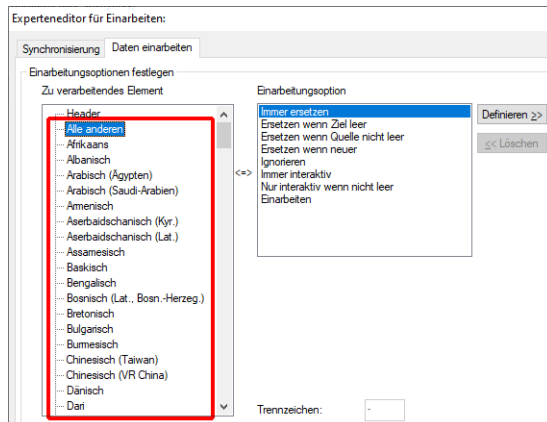 Experteneditor für Einarbeiten:
Synchronisierung
Daten einarbeiten
Einarbeitungsoptionen festlegen
Zu verarbeitendes Element
Header
Alle anderen
Afrikaans
Albanisch
Arabisch (Ägypten)
Arabisch (Saudi-Arabien)
Armenisch
Aserbaidschanisch (Kyr.)
Aserbaidschanisch (Lat.)
Assamesisch
Baskisch
Bengalisch
Bosnisch (Lat., Bosn.-Herzeg.)
Bretonisch
Bulgarisch
Burmesisch
Chinesisch (Taiwan)
Chinesisch (VR China)
Dänisch
Dari
<=>
Einarbeitungsoption
Immer ersetzen
Ersetzen wenn Ziel leer
Ersetzen wenn Quelle nicht leer
Ersetzen wenn neuer
Ignorieren
Immer interaktiv
Nur interaktiv wenn nicht leer
Einarbeiten
Definieren >>
<< Löschen
Trennzeichen:
-